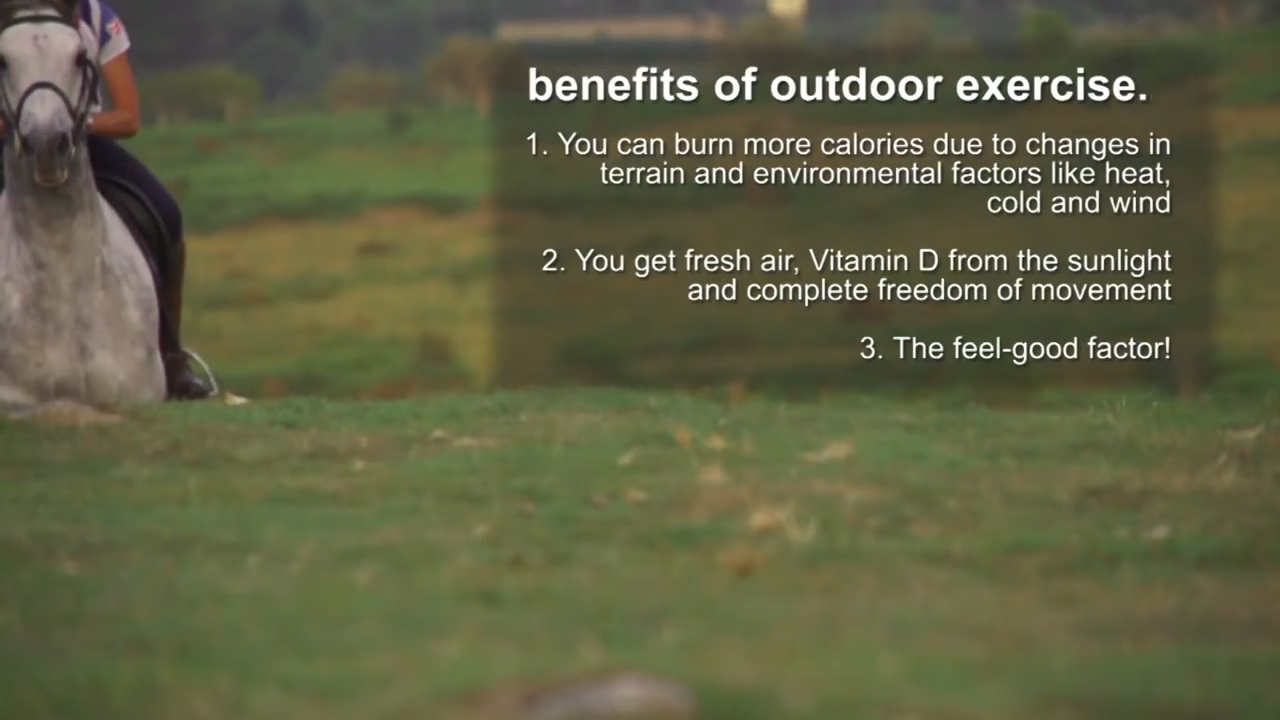 benefits of outdoor exercise.
1. You can burn more calories due to changes in
terrain and environmental factors like heat,
cold and wind
2. You get fresh air, Vitamin D from the sunlight
and complete freedom of movement
3. The feel-good factor!